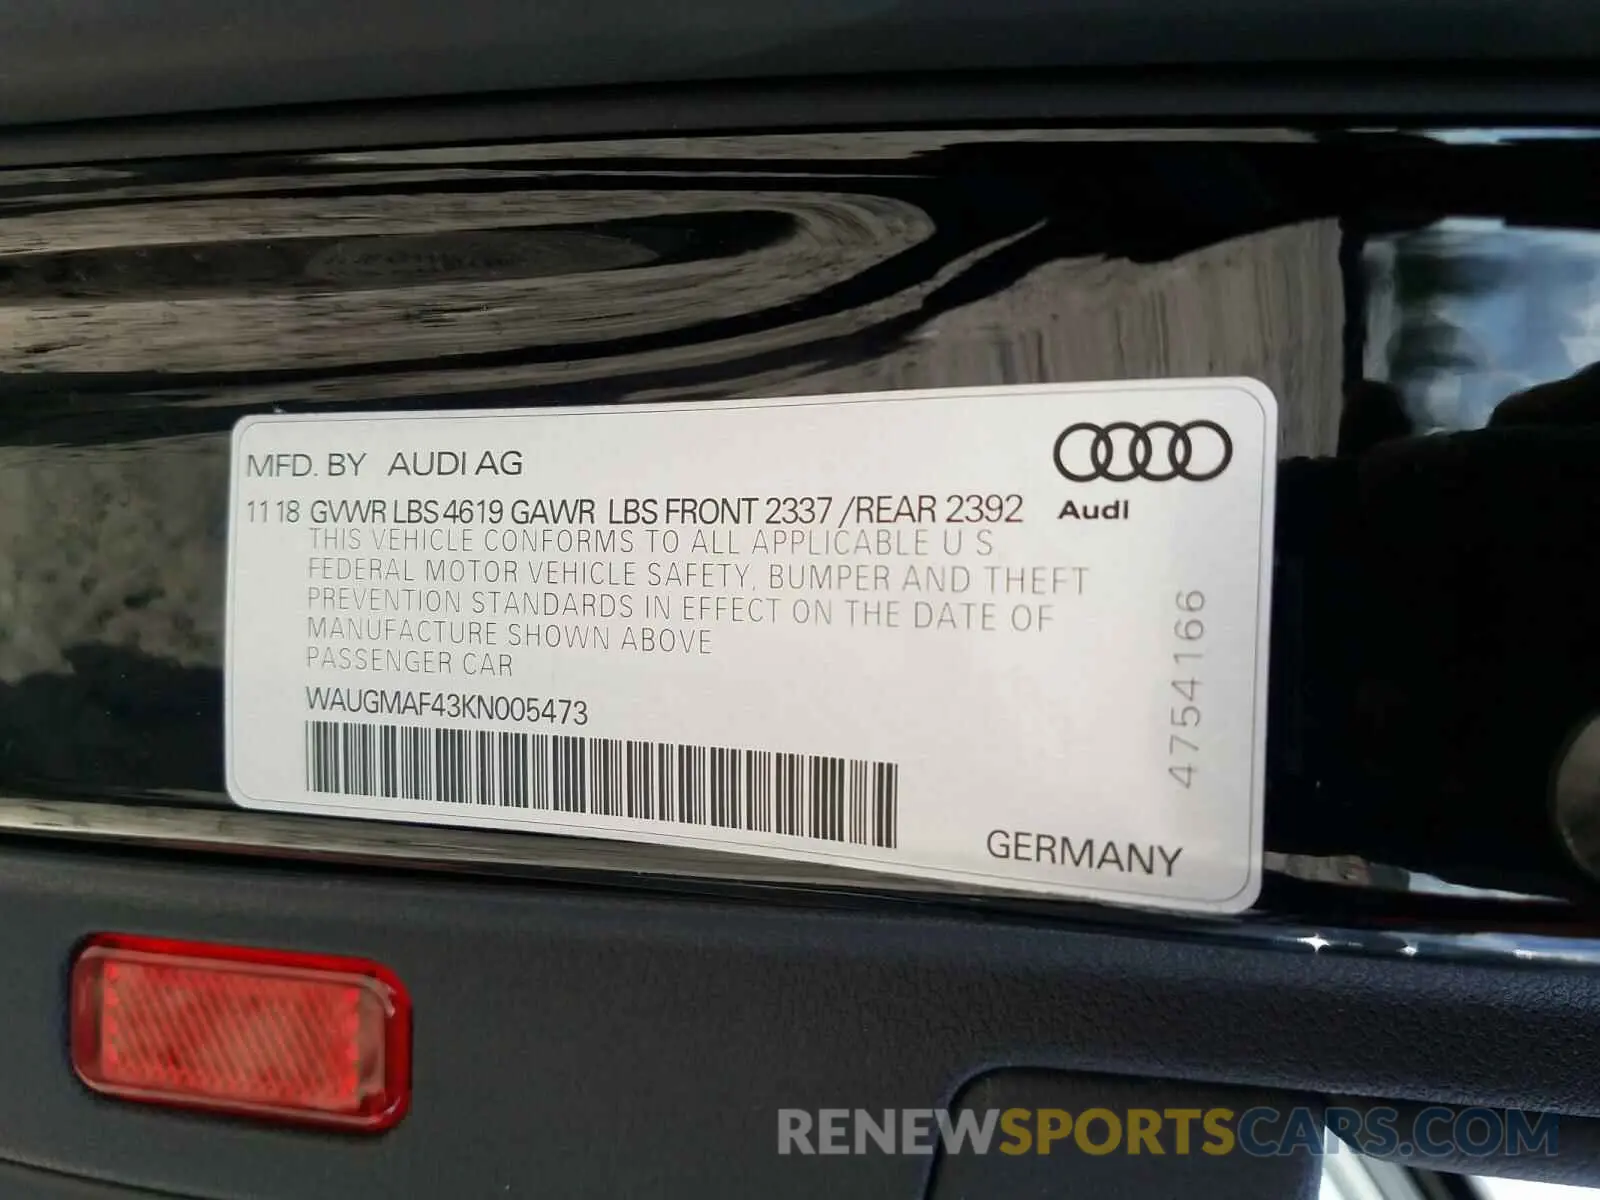 MFD. BY AUDI AG
11 18 GVWR LBS 4619 GAWR LBS FRONT 2337 /REAR 2392
Audi
THIS VEHICLE CONFORMS TO ALL APPLICABLE U S
FEDERAL MOTOR VEHICLE SAFETY, BUMPER AND THEFT
PREVENTION STANDARDS IN EFFECT ON THE DATE OF
MANUFACTURE SHOWN ABOVE
PASSENGER CAR
WAUGMAF43KN005473
4754166
GERMANY
RENEWSPORTSCARS.COM